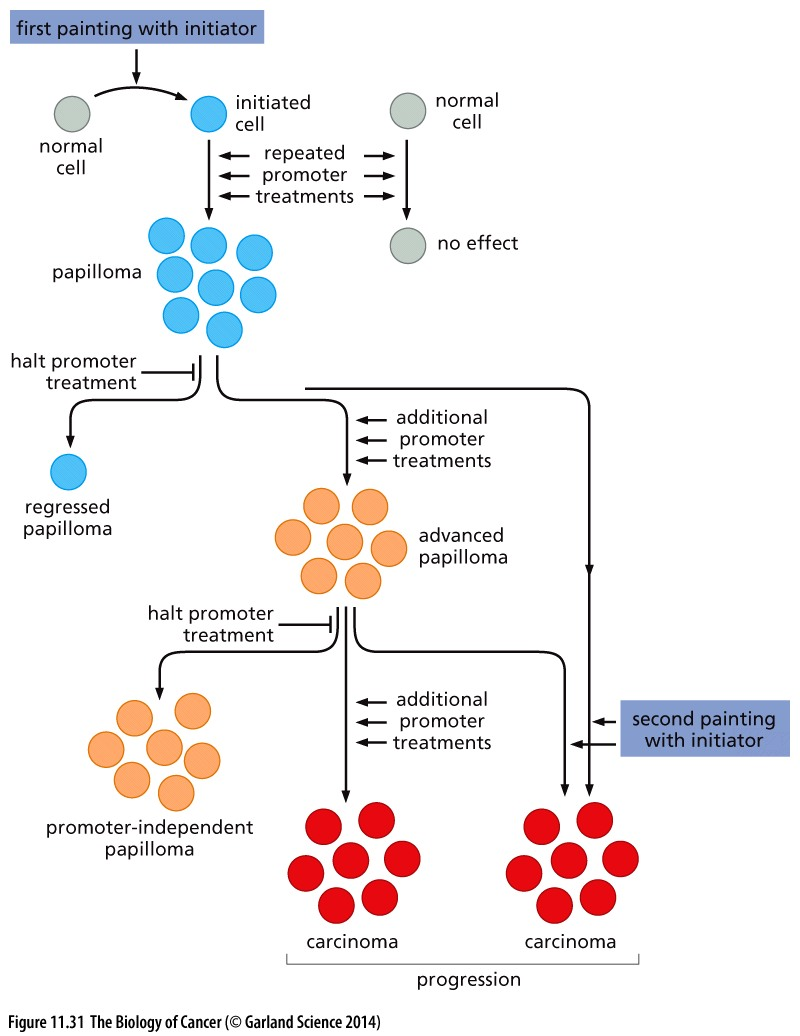 first painting with initiator
initiated
cell
normal
cell
normal
cell
repeated
promoter
treatments
no effect
papilloma
halt promoter
treatment
additional
promoter
treatments
regressed
papilloma
advanced
papilloma
halt promoter
treatment
additional
promoter
treatments
second painting
with initiator
promoter-independent
papilloma
carcinoma
carcinoma
progression
Figure 11.31 The Biology of Cancer (© Garland Science 2014)